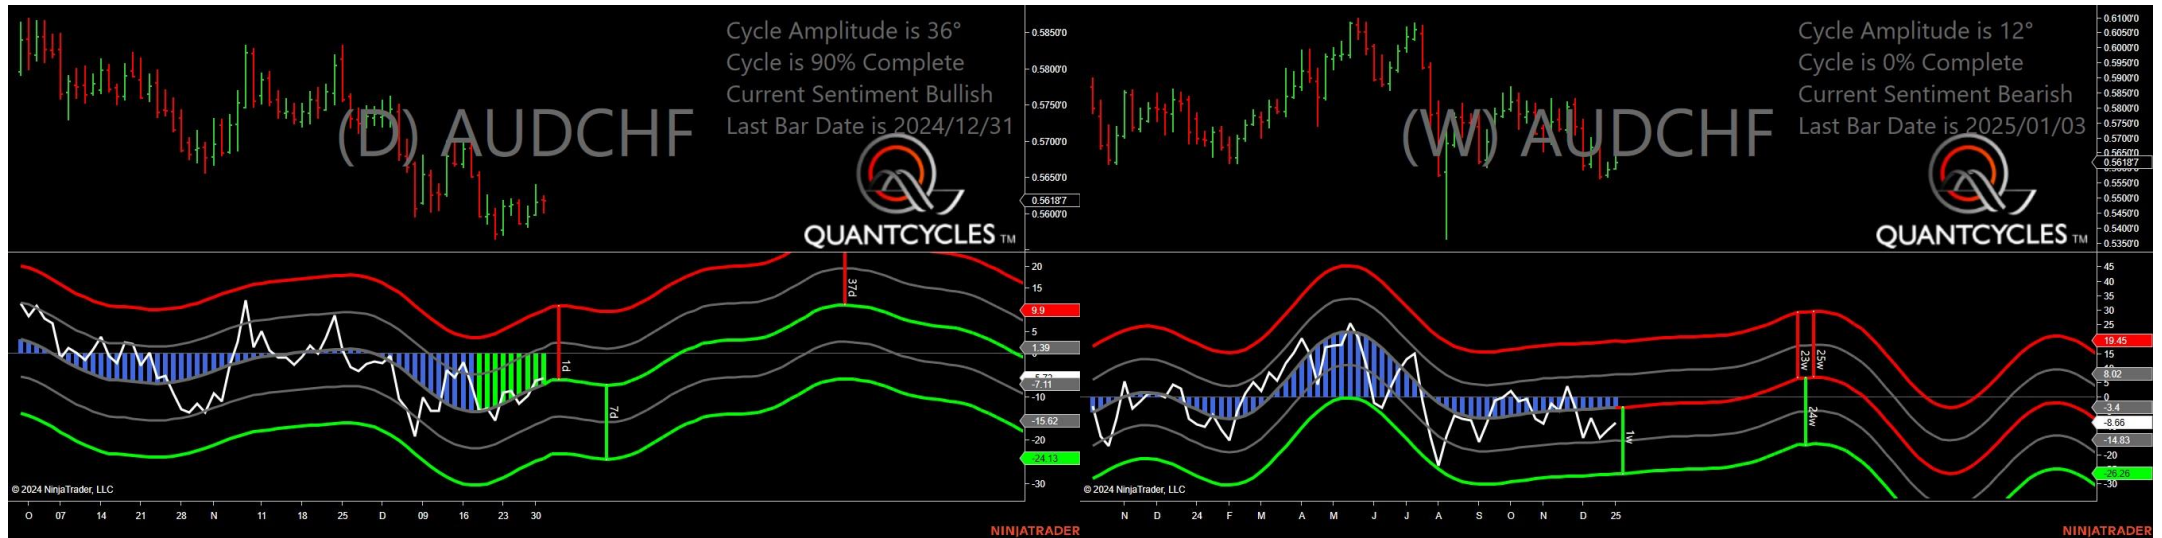 Cycle Amplitude is 36°
Cycle is 90% Complete
Current Sentiment Bullish
Last Bar Date is 2024/12/31
(D) AUDCHF
QUANTCYCLES TM
0.5850'0
0.5800'0
0.5750'0
0.5700'0
0.5650'0
0.5618'7
0.5600'0
20
15
9.9
5
1.39
-7.11
-10
-15.62
-20
-24.13
-30
1d
7d
37d
© 2024 NinjaTrader, LLC
O 07 14 21 28 N 11 18 25 D 09 16 23 30
NINJATRADER
Cycle Amplitude is 12°
Cycle is 0% Complete
Current Sentiment Bearish
Last Bar Date is 2025/01/03
(W) AUDCHF
QUANTCYCLES TM
0.6100'0
0.6050'0
0.6000'0
0.5950'0
0.5900'0
0.5850'0
0.5800'0
0.5750'0
0.5700'0
0.5650'0
0.5618'7
0.5550'0
0.5500'0
0.5450'0
0.5400'0
0.5350'0
45
40
35
30
25
19.45
15
8.02
5
0
-3.4
-8.66
-14.83
-20
-26.26
-30
1w
23w
25w
24w
© 2024 NinjaTrader, LLC
N D 24 F M A M J J A S O N D 25
NINJATRADER